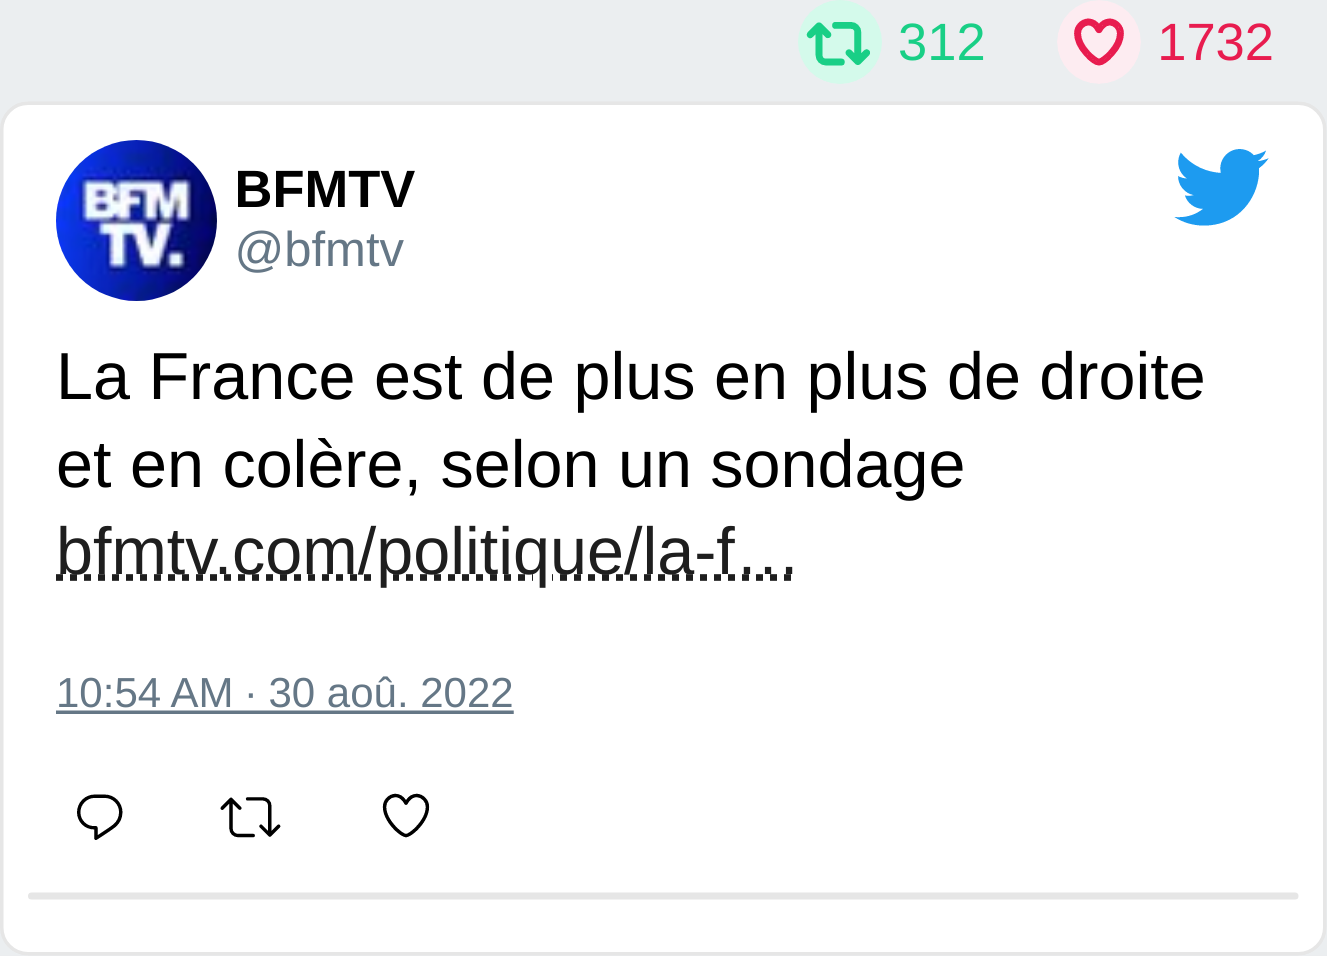 312 1732
BFM
TV.
BFMTV
@bfmtv
La France est de plus en plus de droite
et en colère, selon un sondage
bfmtv.com/politique/la-f…
10:54 AM · 30 aoû. 2022